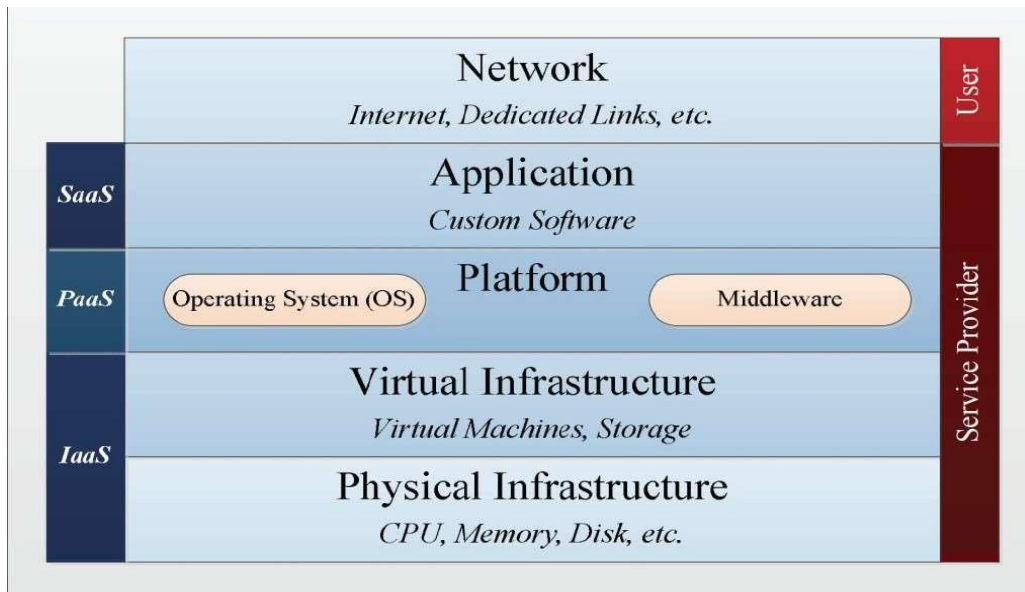 Network
Internet, Dedicated Links, etc.
User
SaaS
Application
Custom Software
PaaS
Operating System (OS)
Platform
Middleware
Service Provider
IaaS
Virtual Infrastructure
Virtual Machines, Storage
Physical Infrastructure
CPU, Memory, Disk, etc.